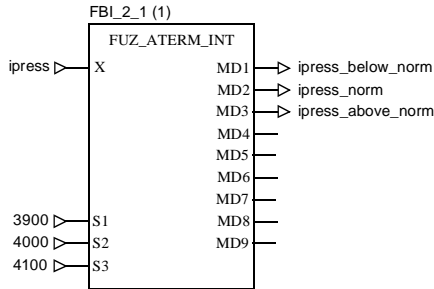 FBI_2_1 (1)
FUZ_ATERM_INT
ipress X MD1 ipress_below_norm
MD2 ipress_norm
MD3 ipress_above_norm
MD4
MD5
MD6
MD7
3900 S1 MD8
4000 S2 MD9
4100 S3